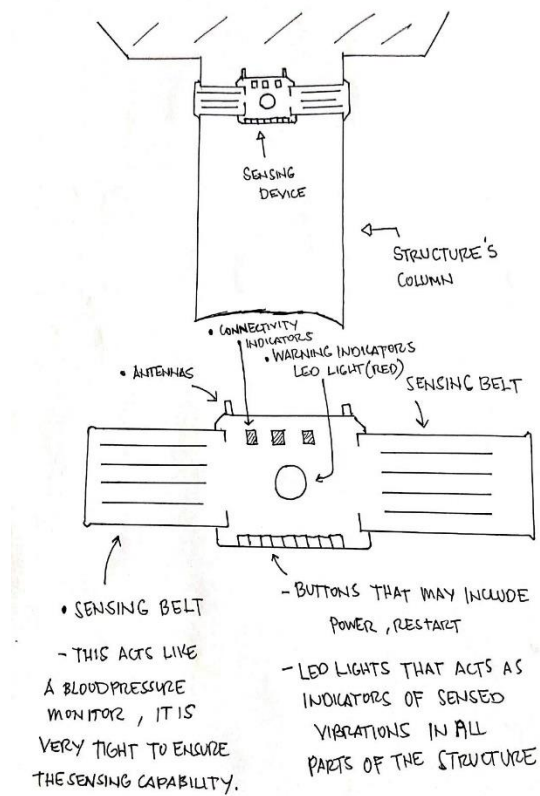 SENSING
DEVICE
STRUCTURE'S
COLUMN
• CONNECTIVITY
INDICATORS
• WARNING INDICATORS
LED LIGHT (RED)
• ANTENNAS
SENSING BELT
• SENSING BELT
- THIS ACTS LIKE
A BLOODPRESSURE
MONITOR, IT IS
VERY TIGHT TO ENSURE
THE SENSING CAPABILITY.
- BUTTONS THAT MAY INCLUDE
POWER, RESTART
- LED LIGHTS THAT ACTS AS
INDICATORS OF SENSED
VIBRATIONS IN ALL
PARTS OF THE STRUCTURE